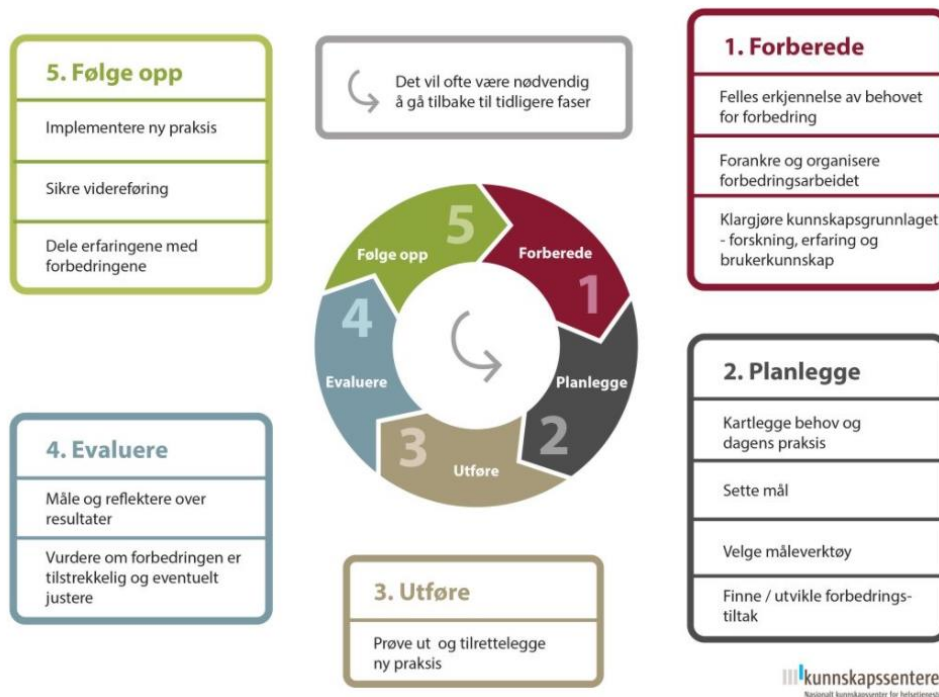 1. Forberede
Felles erkjennelse av behovet
for forbedring
Forankre og organisere
forbedringsarbeidet
Klargjøre kunnskapsgrunnlaget
- forskning, erfaring og
brukerkunnskap
2. Planlegge
Kartlegge behov og
dagens praksis
Sette mål
Velge måleverktøy
Finne / utvikle forbedrings-
tiltak
3. Utføre
Prøve ut og tilrettelegge
ny praksis
4. Evaluere
Måle og reflektere over
resultater
Vurdere om forbedringen er
tilstrekkelig og eventuelt
justere
5. Følge opp
Implementere ny praksis
Sikre videreføring
Dele erfaringene med
forbedringene
Det vil ofte være nødvendig
å gå tilbake til tidligere faser
Forberede
1
Planlegge
2
Utføre
3
Evaluere
4
Følge opp
5
kunnskapssentere
Nasjonalt kunnskapssenter for